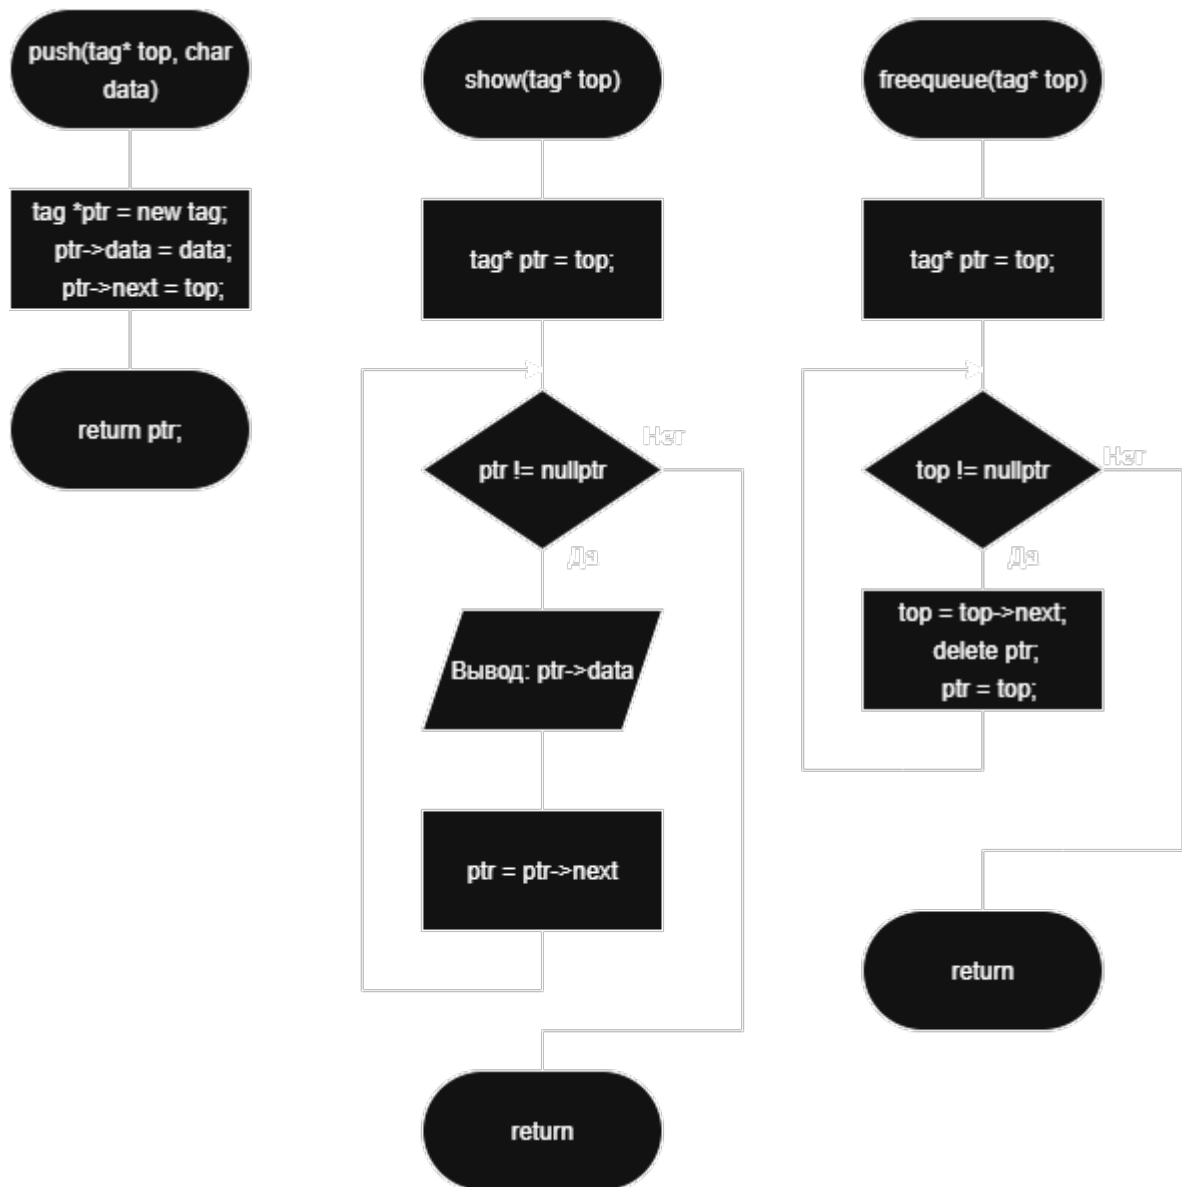 push(tag* top, char
data)
tag *ptr = new tag;
ptr->data = data;
ptr->next = top;
return ptr;
show(tag* top)
tag* ptr = top;
ptr != nullptr
Нет
Да
Вывод: ptr->data
ptr = ptr->next
return
freequeue(tag* top)
tag* ptr = top;
top != nullptr
Нет
Да
top = top->next;
delete ptr;
ptr = top;
return